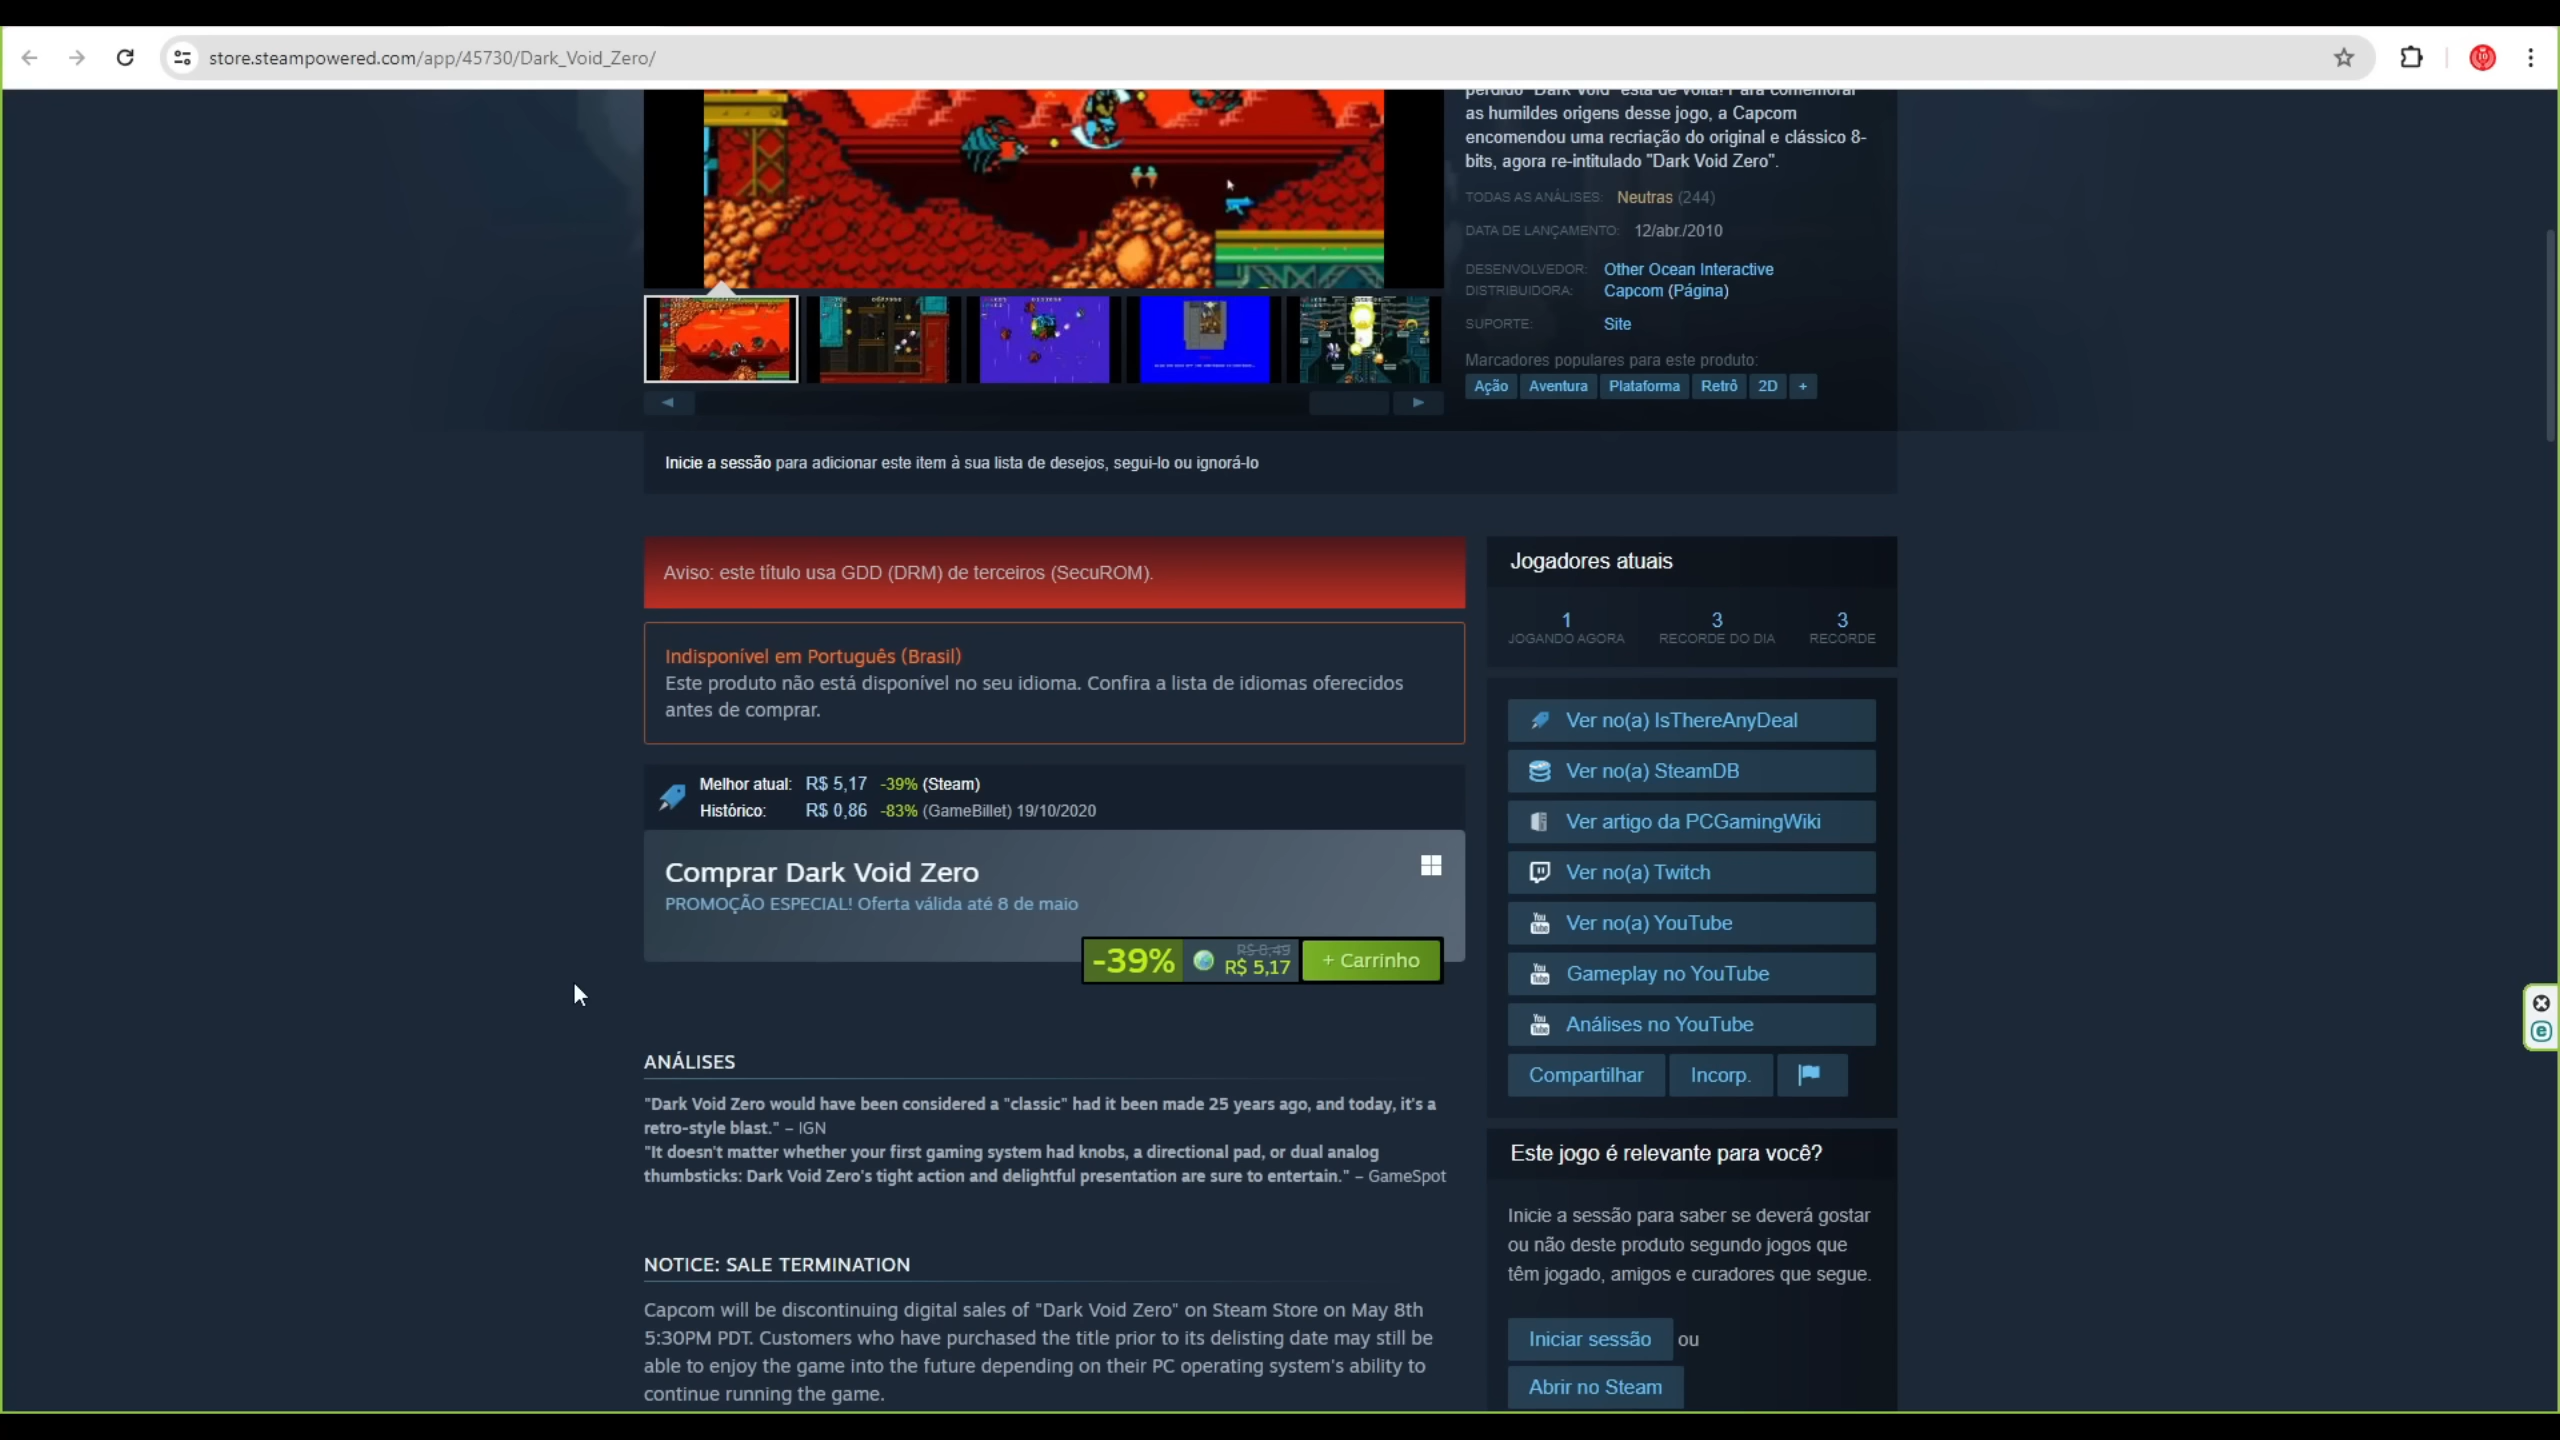 store.steampowered.com/app/45730/Dark_Void_Zero/
perdido "Dark Void" está de volta! Para comemorar
as humildes origens desse jogo, a Capcom
encomendou uma recriação do original e clássico 8-
bits, agora re-intitulado "Dark Void Zero".
TODAS AS ANÁLISES: Neutras (244)
DATA DE LANÇAMENTO: 12/abr./2010
DESENVOLVEDOR: Other Ocean Interactive
DISTRIBUIDORA: Capcom (Página)
SUPORTE: Site
Marcadores populares para este produto:
Ação Aventura Plataforma Retrô 2D +
Inicie a sessão para adicionar este item à sua lista de desejos, segui-lo ou ignorá-lo
Aviso: este título usa GDD (DRM) de terceiros (SecuROM).
Indisponível em Português (Brasil)
Este produto não está disponível no seu idioma. Confira a lista de idiomas oferecidos
antes de comprar.
Melhor atual: R$ 5,17 -39% (Steam)
Histórico: R$ 0,86 -83% (GameBillet) 19/10/2020
Comprar Dark Void Zero
PROMOÇÃO ESPECIAL! Oferta válida até 8 de maio
-39% R$ 8,49
R$ 5,17
+ Carrinho
ANÁLISES
"Dark Void Zero would have been considered a "classic" had it been made 25 years ago, and today, it's a
retro-style blast." – IGN
"It doesn't matter whether your first gaming system had knobs, a directional pad, or dual analog
thumbsticks: Dark Void Zero's tight action and delightful presentation are sure to entertain." – GameSpot
NOTICE: SALE TERMINATION
Capcom will be discontinuing digital sales of "Dark Void Zero" on Steam Store on May 8th
5:30PM PDT. Customers who have purchased the title prior to its delisting date may still be
able to enjoy the game into the future depending on their PC operating system's ability to
continue running the game.
Jogadores atuais
1 3 3
JOGANDO AGORA RECORDE DO DIA RECORDE
Ver no(a) IsThereAnyDeal
Ver no(a) SteamDB
Ver artigo da PCGamingWiki
Ver no(a) Twitch
Ver no(a) YouTube
Gameplay no YouTube
Análises no YouTube
Compartilhar Incorp.
Este jogo é relevante para você?
Inicie a sessão para saber se deverá gostar
ou não deste produto segundo jogos que
têm jogado, amigos e curadores que segue.
Iniciar sessão ou
Abrir no Steam